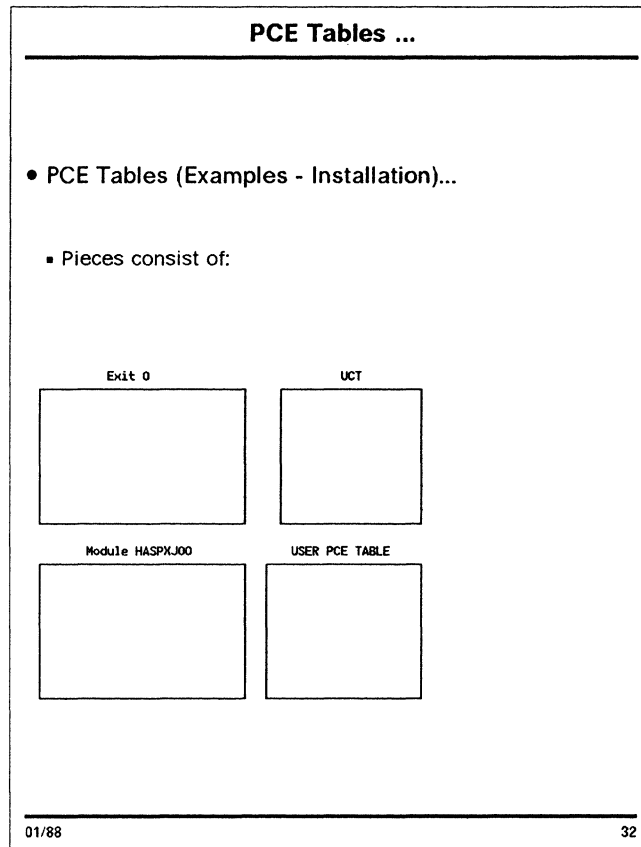 PCE Tables ...
• PCE Tables (Examples - Installation)...
▪ Pieces consist of:
Exit 0
UCT
Module HASPXJ00
USER PCE TABLE
01/88
32